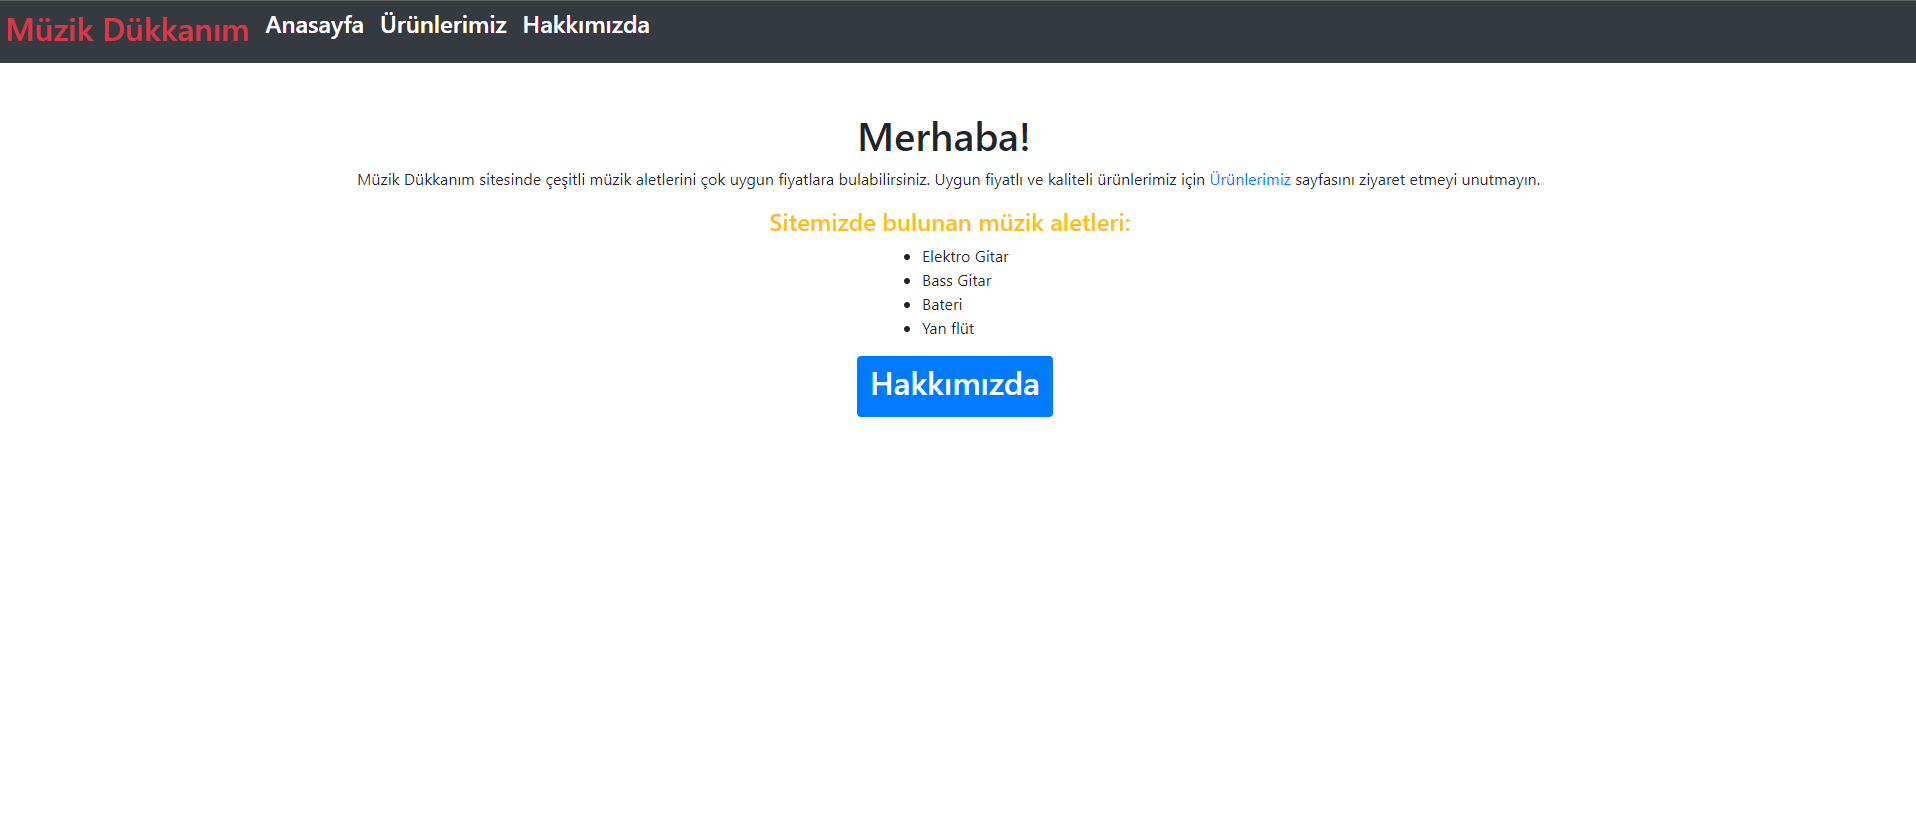 Müzik Dükkanım Anasayfa Ürünlerimiz Hakkımızda
Merhaba!
Müzik Dükkanım sitesinde çeşitli müzik aletlerini çok uygun fiyatlara bulabilirsiniz. Uygun fiyatlı ve kaliteli ürünlerimiz için Ürünlerimiz sayfasını ziyaret etmeyi unutmayın.
Sitemizde bulunan müzik aletleri:
• Elektro Gitar
• Bass Gitar
• Bateri
• Yan flüt
Hakkımızda